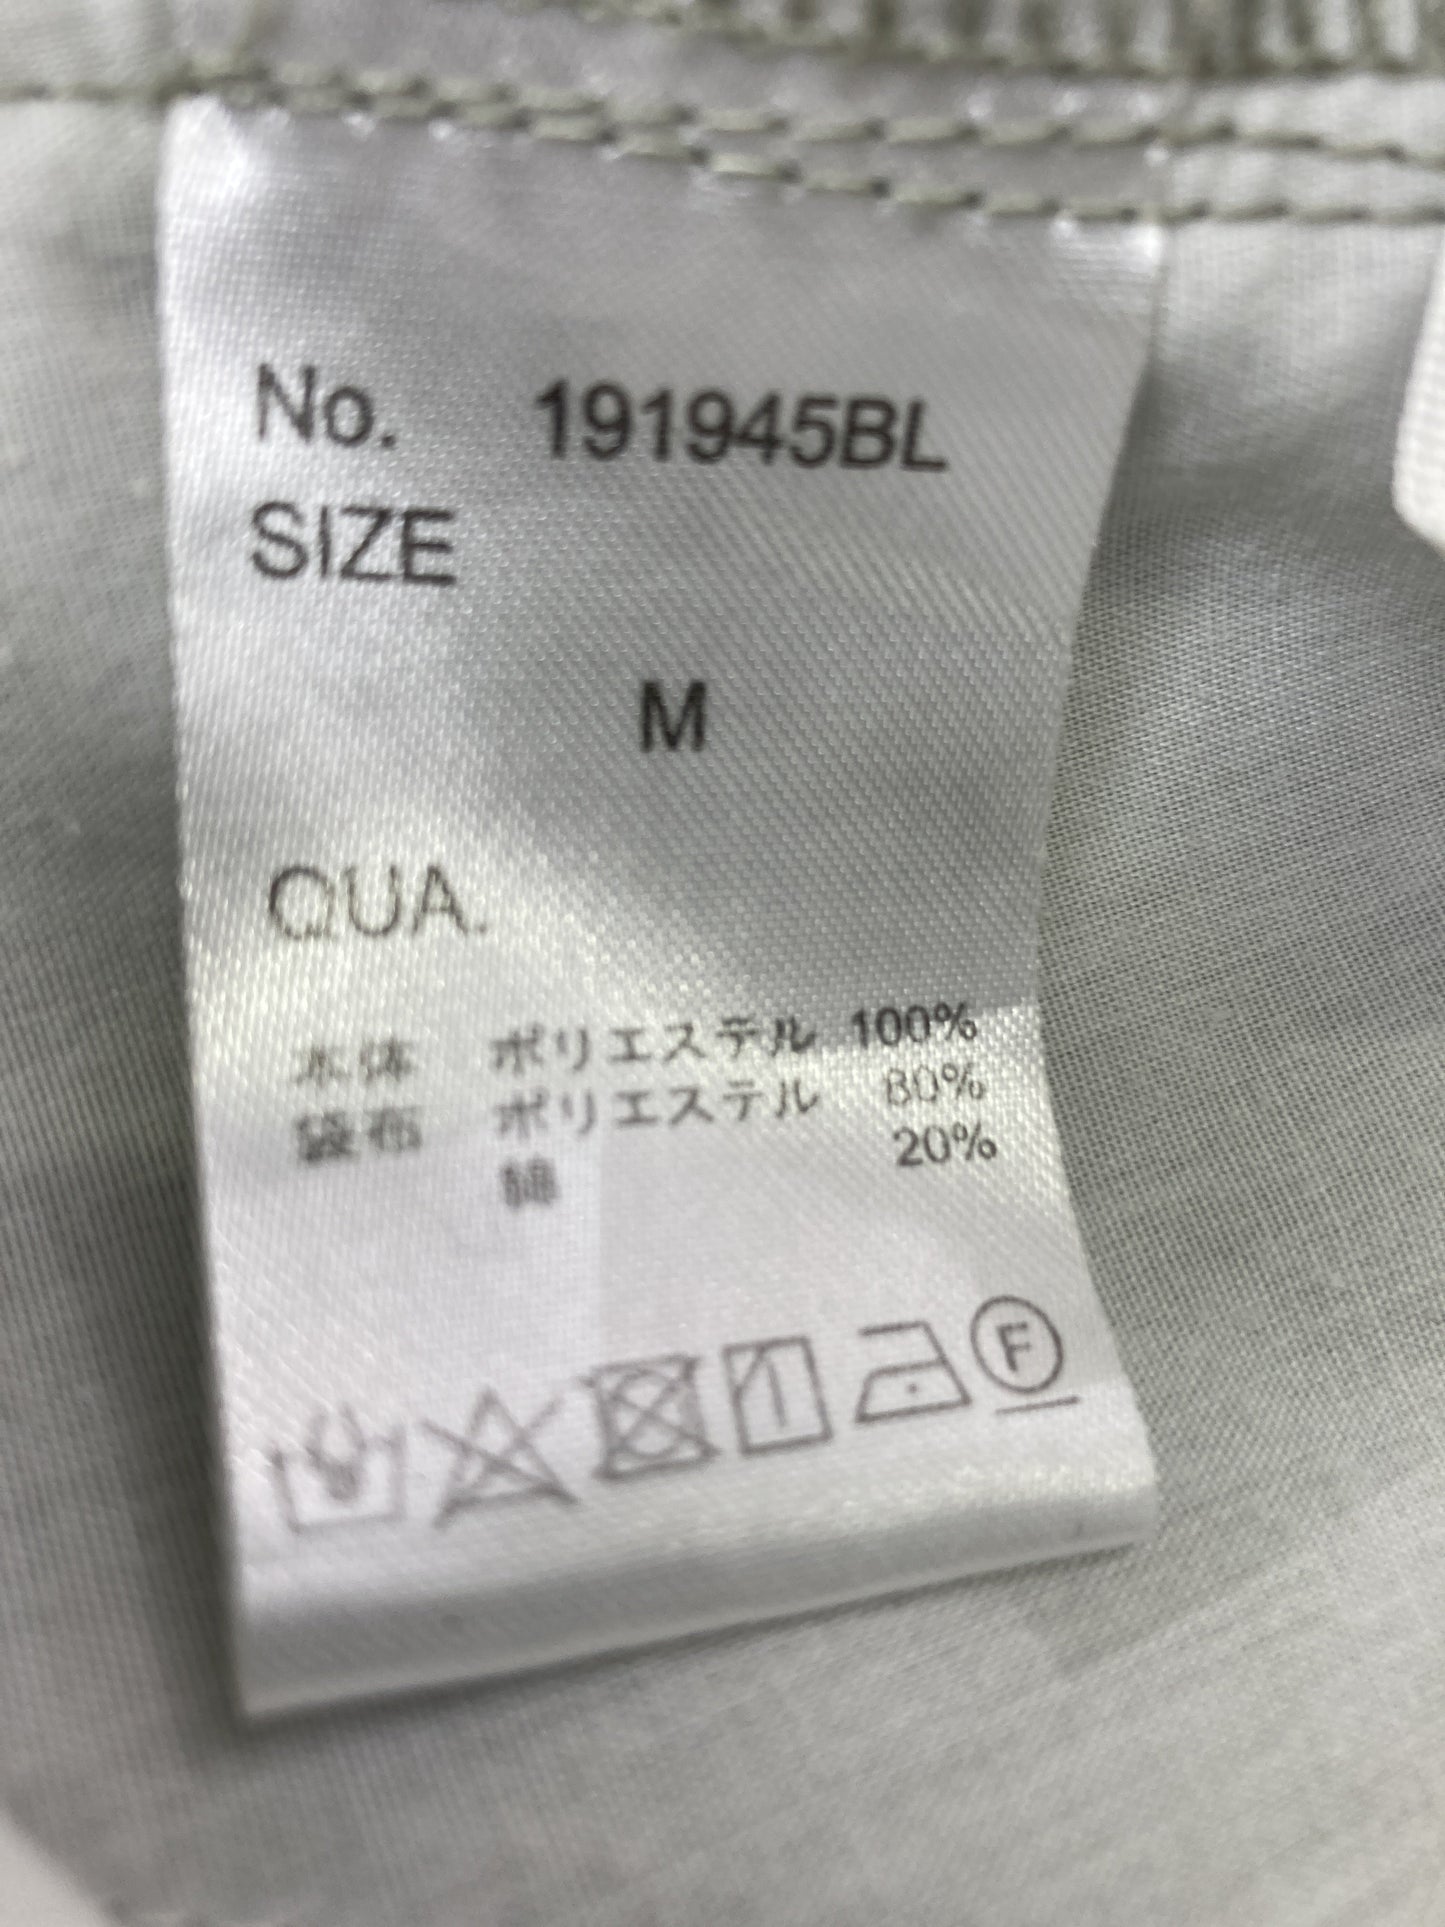 No. 191945BL
SIZE
M
QUA.
本体 ポリエステル 100%
袋布 ポリエステル 80%
綿 20%
F